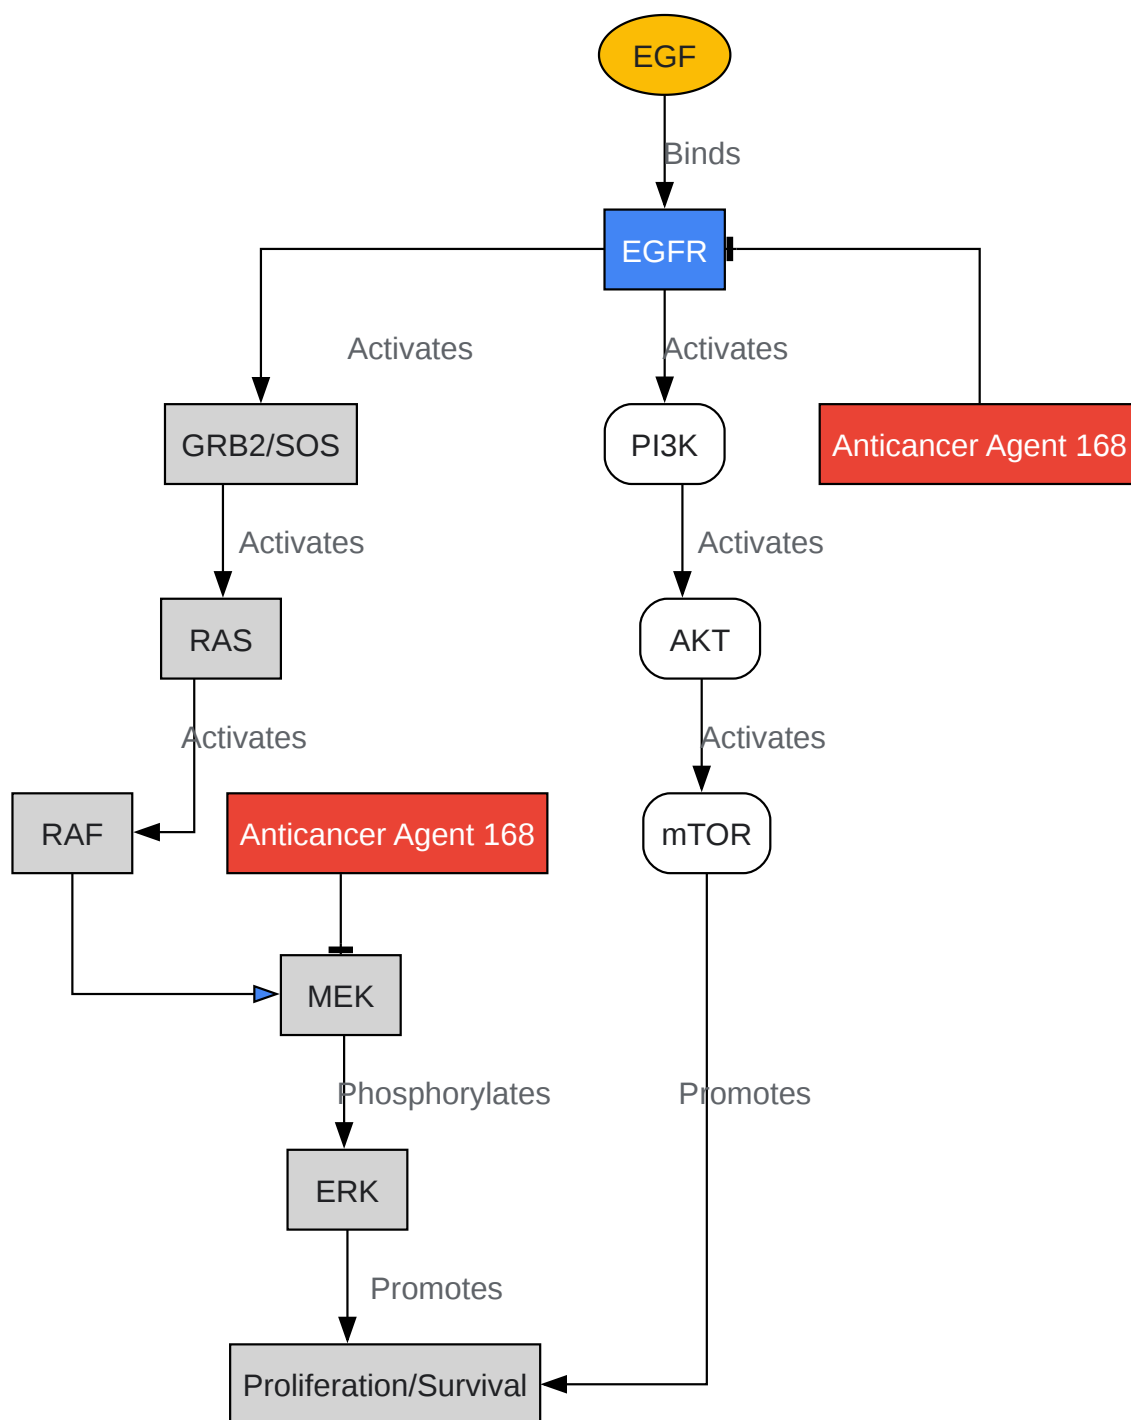 EGF
Binds
EGFR
Activates
Activates
GRB2/SOS
PI3K
Anticancer Agent 168
Activates
Activates
RAS
AKT
Activates
Activates
RAF
Anticancer Agent 168
mTOR
MEK
Phosphorylates
Promotes
ERK
Promotes
Proliferation/Survival